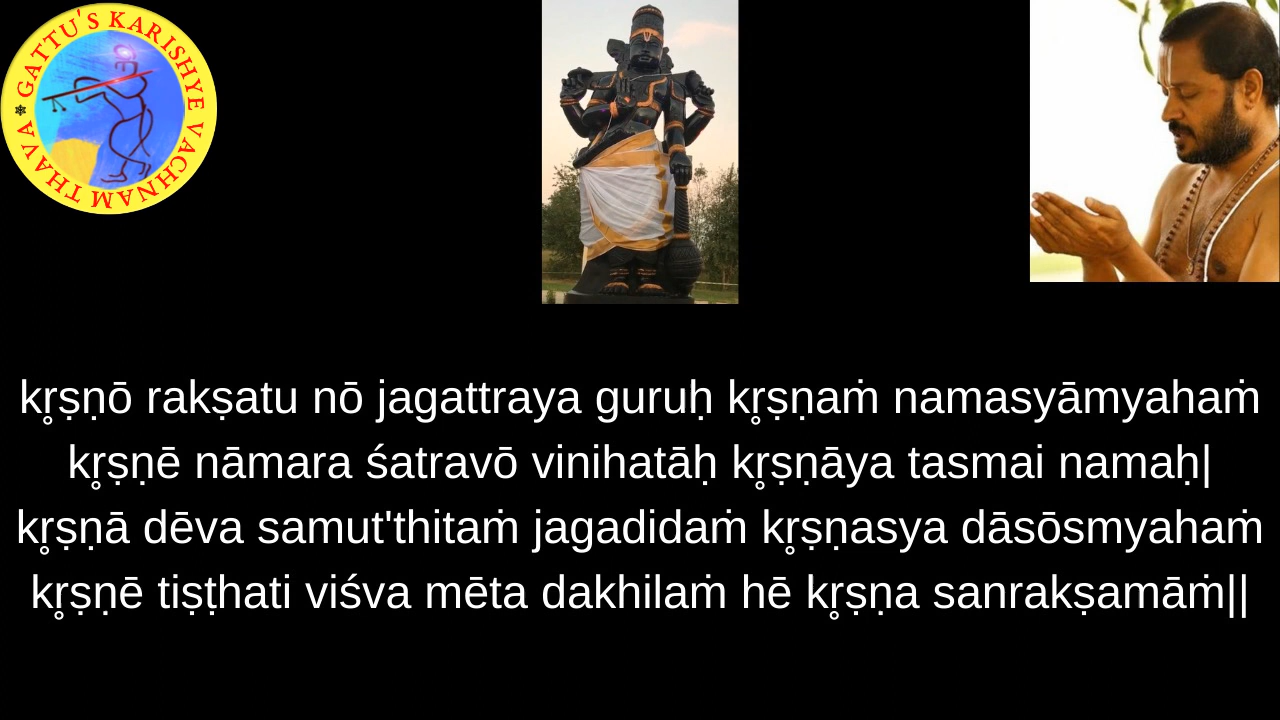 GATTU'S KARISHYE VACHNAM THAVA
kr̥ṣṇō rakṣatu nō jagattraya guruḥ kr̥ṣṇaṁ namasyāmyahaṁ
kr̥ṣṇē nāmara śatravō vinihatāḥ kr̥ṣṇāya tasmai namaḥ|
kr̥ṣṇā dēva samut'thitaṁ jagadidaṁ kr̥ṣṇasya dāsōsmyahaṁ
kr̥ṣṇē tiṣṭhati viśva mēta dakhilaṁ hē kr̥ṣṇa sanrakṣamāṁ||